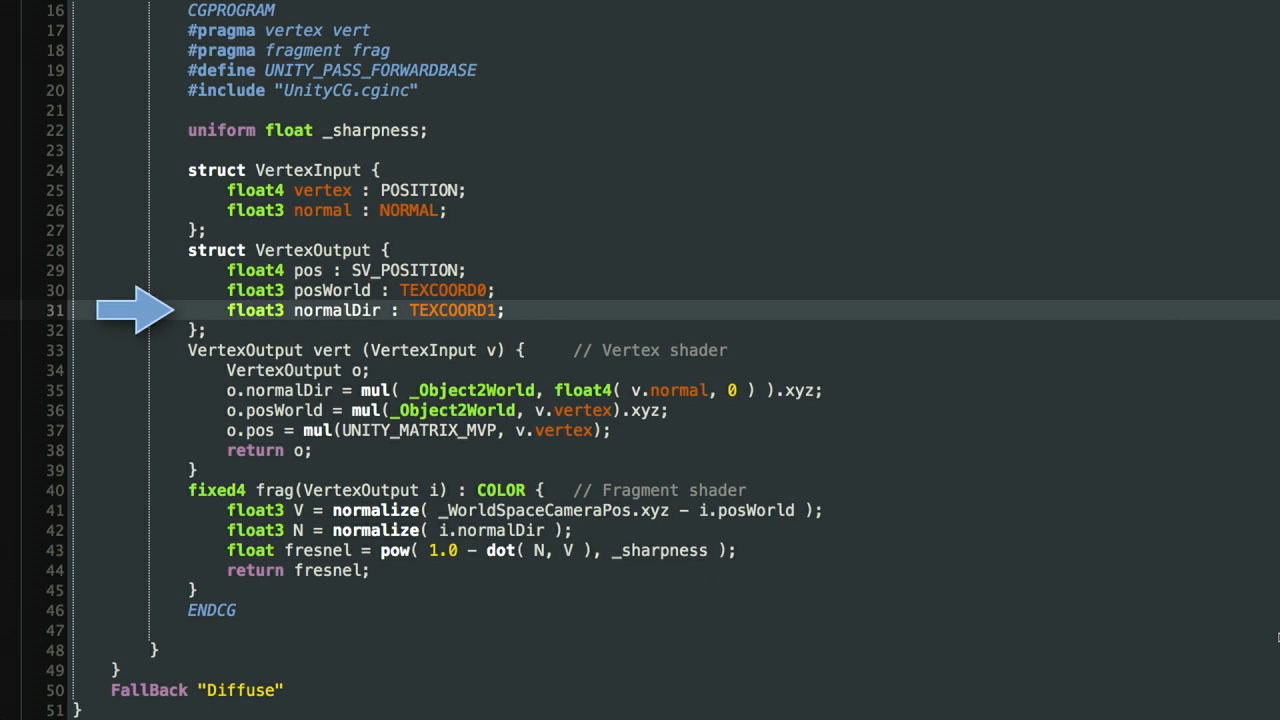 16 CGPROGRAM
17 #pragma vertex vert
18 #pragma fragment frag
19 #define UNITY_PASS_FORWARDBASE
20 #include "UnityCG.cginc"
21
22 uniform float _sharpness;
23
24 struct VertexInput {
25 float4 vertex : POSITION;
26 float3 normal : NORMAL;
27 };
28 struct VertexOutput {
29 float4 pos : SV_POSITION;
30 float3 posWorld : TEXCOORD0;
31 float3 normalDir : TEXCOORD1;
32 };
33 VertexOutput vert (VertexInput v) { // Vertex shader
34 VertexOutput o;
35 o.normalDir = mul( _Object2World, float4( v.normal, 0 ) ).xyz;
36 o.posWorld = mul(_Object2World, v.vertex).xyz;
37 o.pos = mul(UNITY_MATRIX_MVP, v.vertex);
38 return o;
39 }
40 fixed4 frag(VertexOutput i) : COLOR { // Fragment shader
41 float3 V = normalize( _WorldSpaceCameraPos.xyz - i.posWorld );
42 float3 N = normalize( i.normalDir );
43 float fresnel = pow( 1.0 - dot( N, V ), _sharpness );
44 return fresnel;
45 }
46 ENDCG
47
48 }
49 }
50 FallBack "Diffuse"
51 }